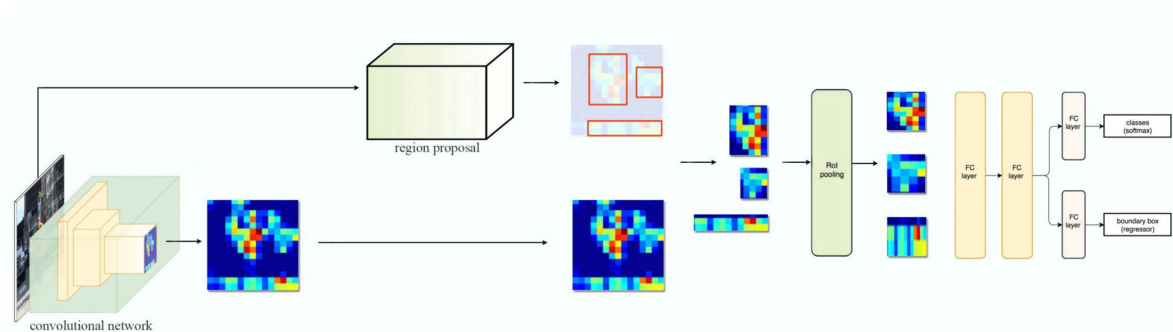 region proposal
convolutional network
RoI
pooling
FC
layer
FC
layer
FC
layer
classes
(softmax)
FC
layer
boundary box
(regressor)